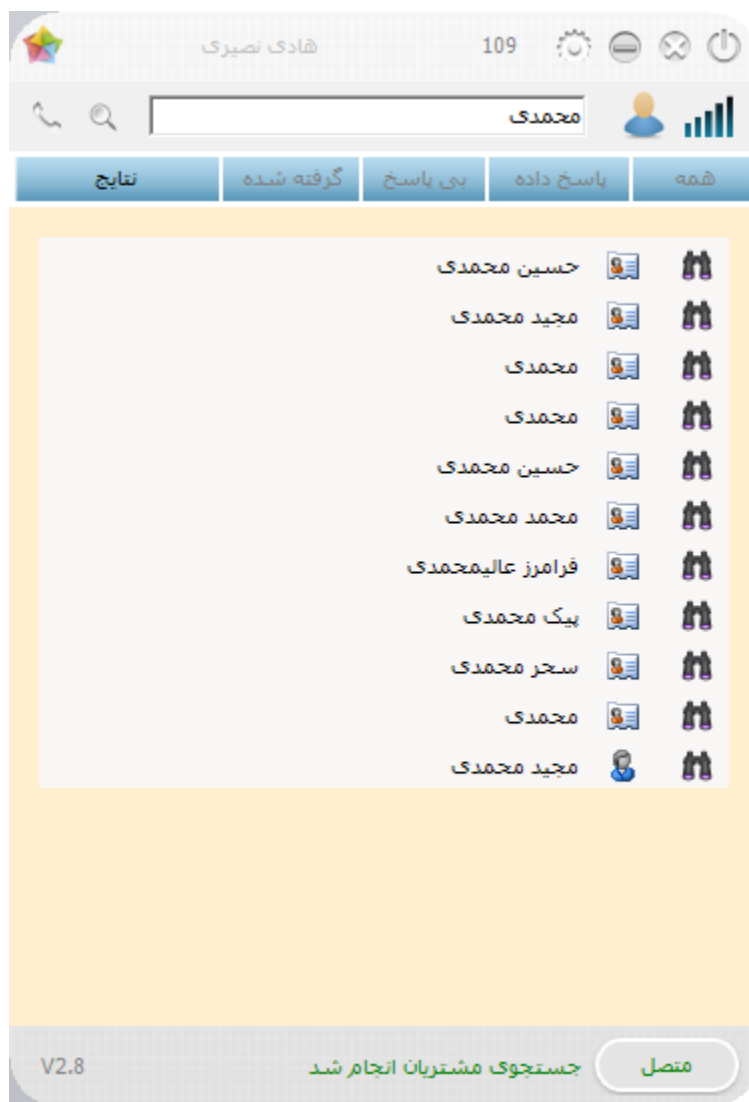 109 هادی نصیری
محمدی
همه پاسخ داده بی پاسخ گرفته شده نتایج
حسین محمدی
مجید محمدی
محمدی
محمدی
حسین محمدی
محمد محمدی
فرامرز عالیمحمدی
پیک محمدی
سحر محمدی
محمدی
مجید محمدی
متصل جستجوی مشتریان انجام شد V2.8